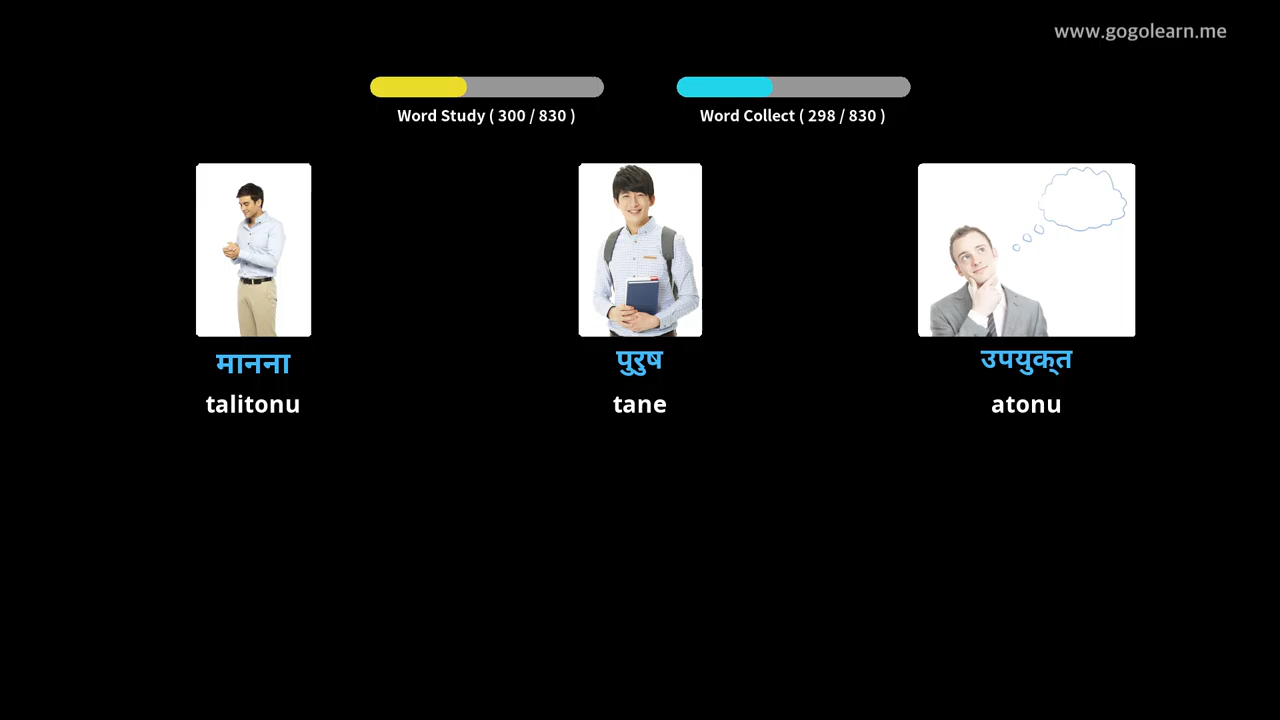 www.gogolearn.me
Word Study ( 300 / 830 )
Word Collect ( 298 / 830 )
मानना
पुरुष
उपयुक्त
talitonu
tane
atonu